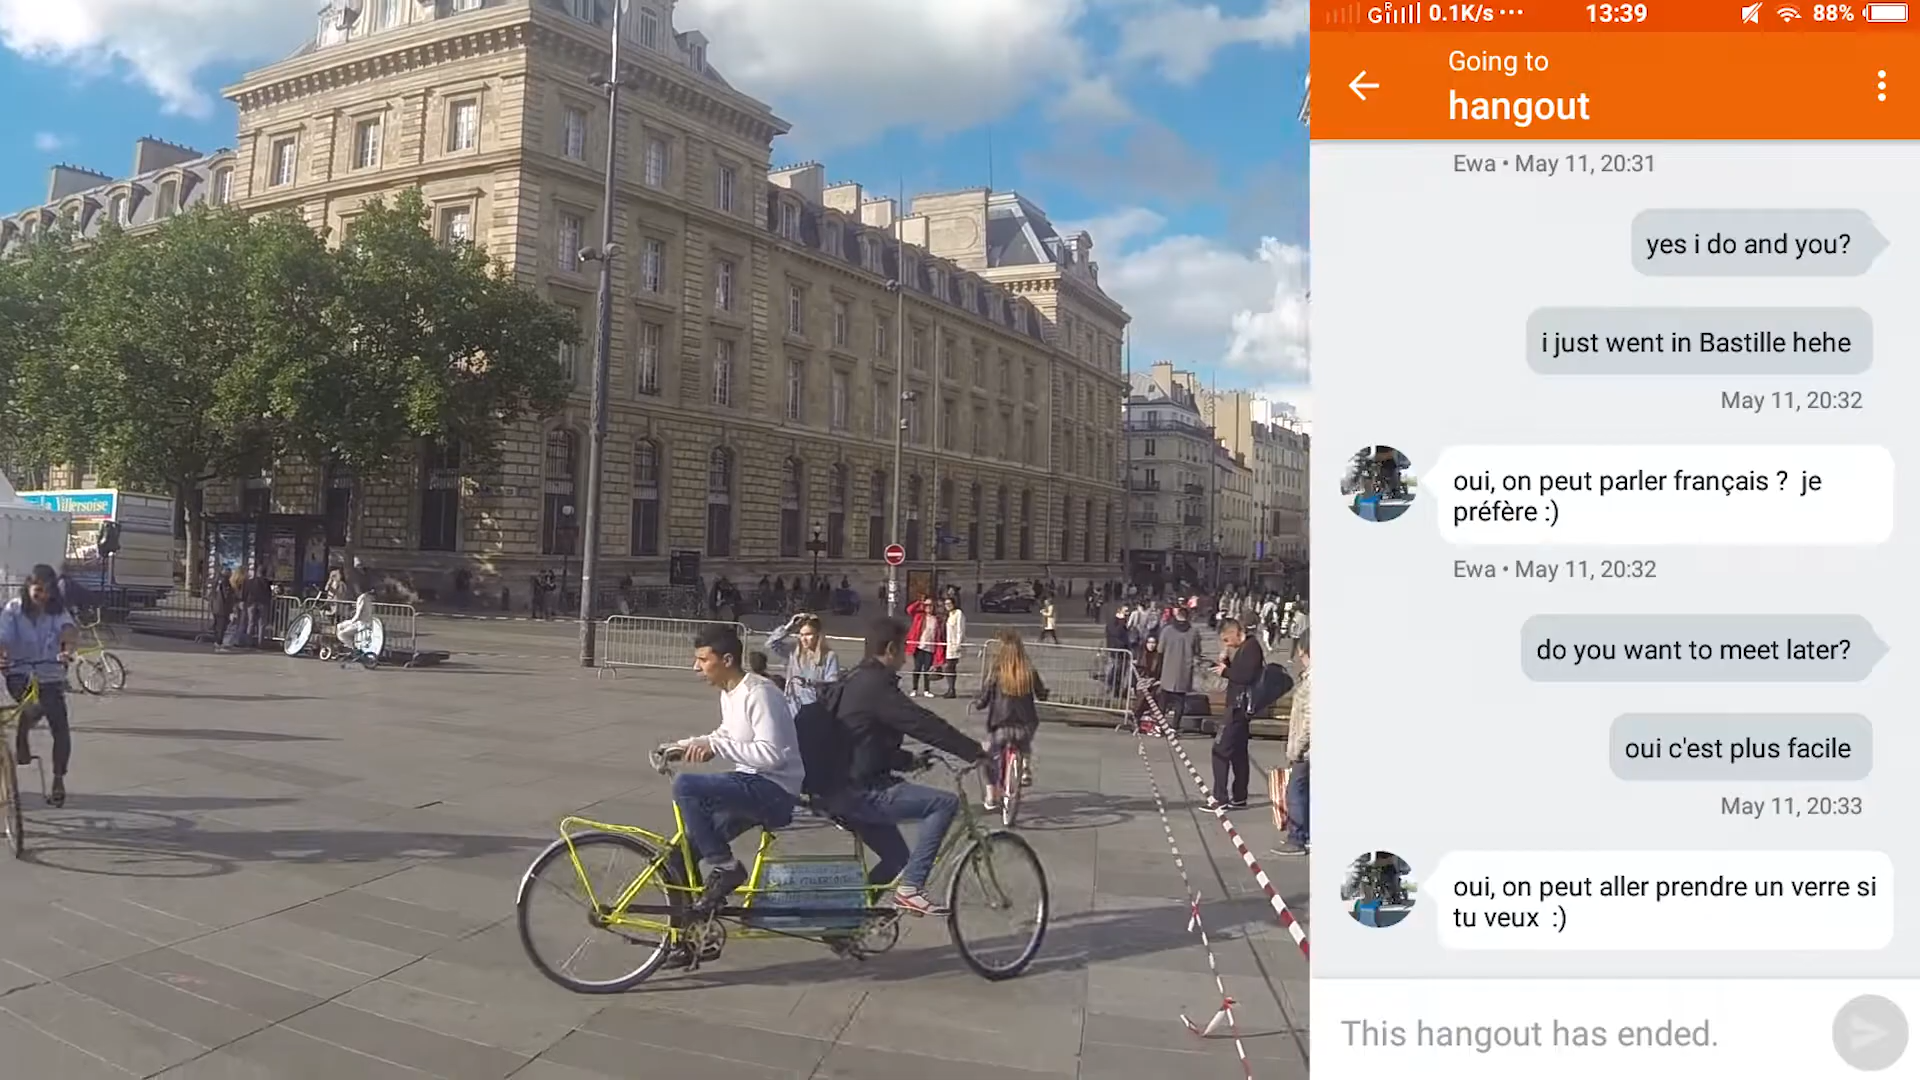 la Villersoise
G R 0.1K/s ... 13:39 88%
Going to
hangout
Ewa • May 11, 20:31
yes i do and you?
i just went in Bastille hehe
May 11, 20:32
oui, on peut parler français ? je
préfère :)
Ewa • May 11, 20:32
do you want to meet later?
oui c'est plus facile
May 11, 20:33
oui, on peut aller prendre un verre si
tu veux :)
This hangout has ended.